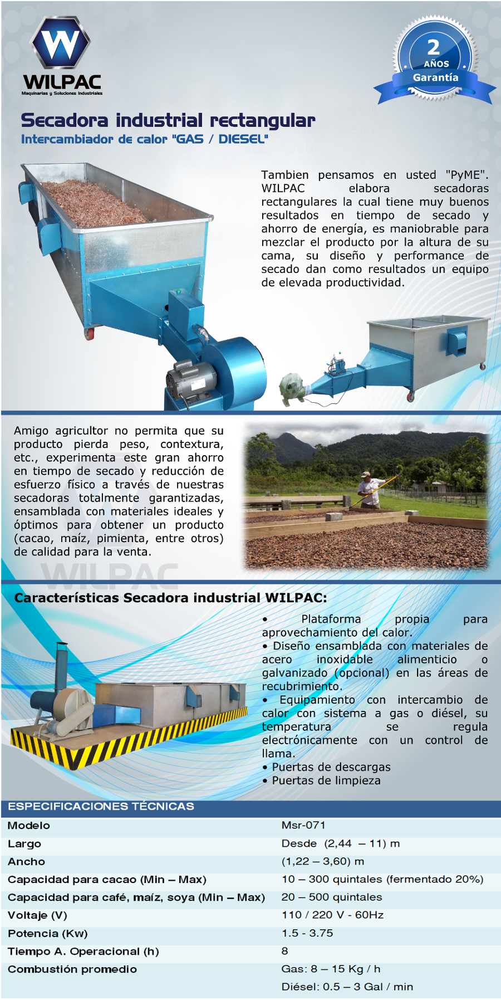 WILPAC
Maquinarias y Soluciones Industriales
2
AÑOS
Garantía
Secadora industrial rectangular
Intercambiador de calor "GAS / DIESEL"
Tambien pensamos en usted "PyME".
WILPAC elabora secadoras
rectangulares la cual tiene muy buenos
resultados en tiempo de secado y
ahorro de energía, es maniobrable para
mezclar el producto por la altura de su
cama, su diseño y performance de
secado dan como resultados un equipo
de elevada productividad.
Amigo agricultor no permita que su
producto pierda peso, contextura,
etc., experimenta este gran ahorro
en tiempo de secado y reducción de
esfuerzo físico a través de nuestras
secadoras totalmente garantizadas,
ensamblada con materiales ideales y
óptimos para obtener un producto
(cacao, maíz, pimienta, entre otros)
de calidad para la venta.
WILPAC
Características Secadora industrial WILPAC:
• Plataforma propia para
aprovechamiento del calor.
• Diseño ensamblada con materiales de
acero inoxidable alimenticio o
galvanizado (opcional) en las áreas de
recubrimiento.
• Equipamiento con intercambio de
calor con sistema a gas o diésel, su
temperatura se regula
electrónicamente con un control de
llama.
• Puertas de descargas
• Puertas de limpieza
ESPECIFICACIONES TÉCNICAS
Modelo Msr-071
Largo Desde (2,44 – 11) m
Ancho (1,22 – 3,60) m
Capacidad para cacao (Min – Max) 10 – 300 quintales (fermentado 20%)
Capacidad para café, maíz, soya (Min – Max) 20 – 500 quintales
Voltaje (V) 110 / 220 V - 60Hz
Potencia (Kw) 1.5 - 3.75
Tiempo A. Operacional (h) 8
Combustión promedio Gas: 8 – 15 Kg / h
Diésel: 0.5 – 3 Gal / min